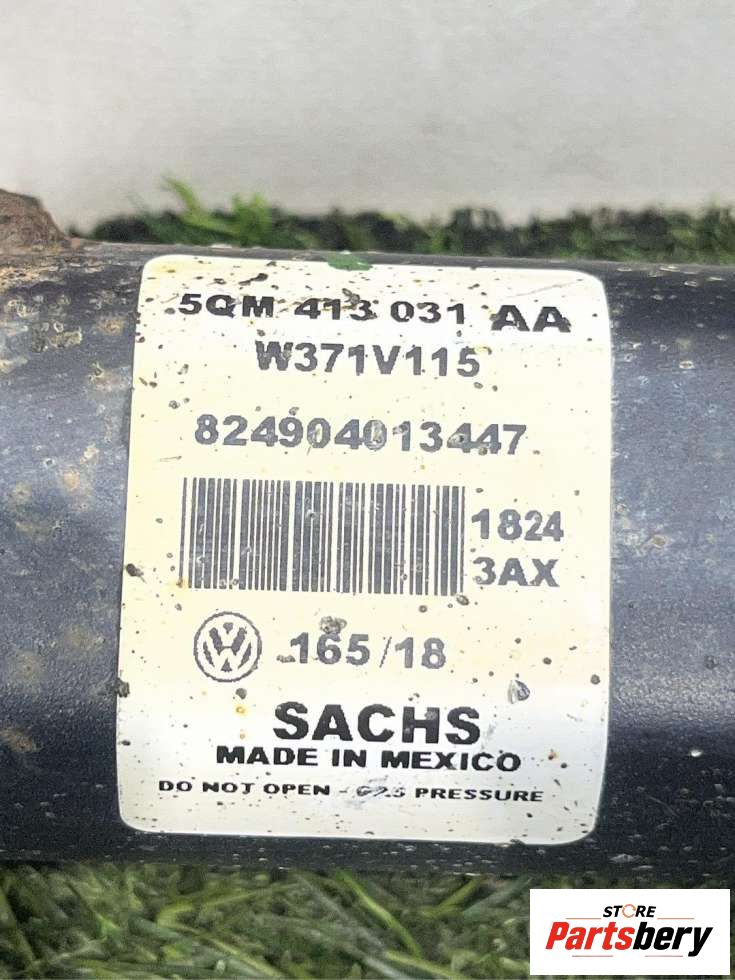 5QM 413 031 AA
W371V115
824904013447
1824
3AX
165/18
SACHS
MADE IN MEXICO
DO NOT OPEN - GAS PRESSURE
STORE
Partsbery